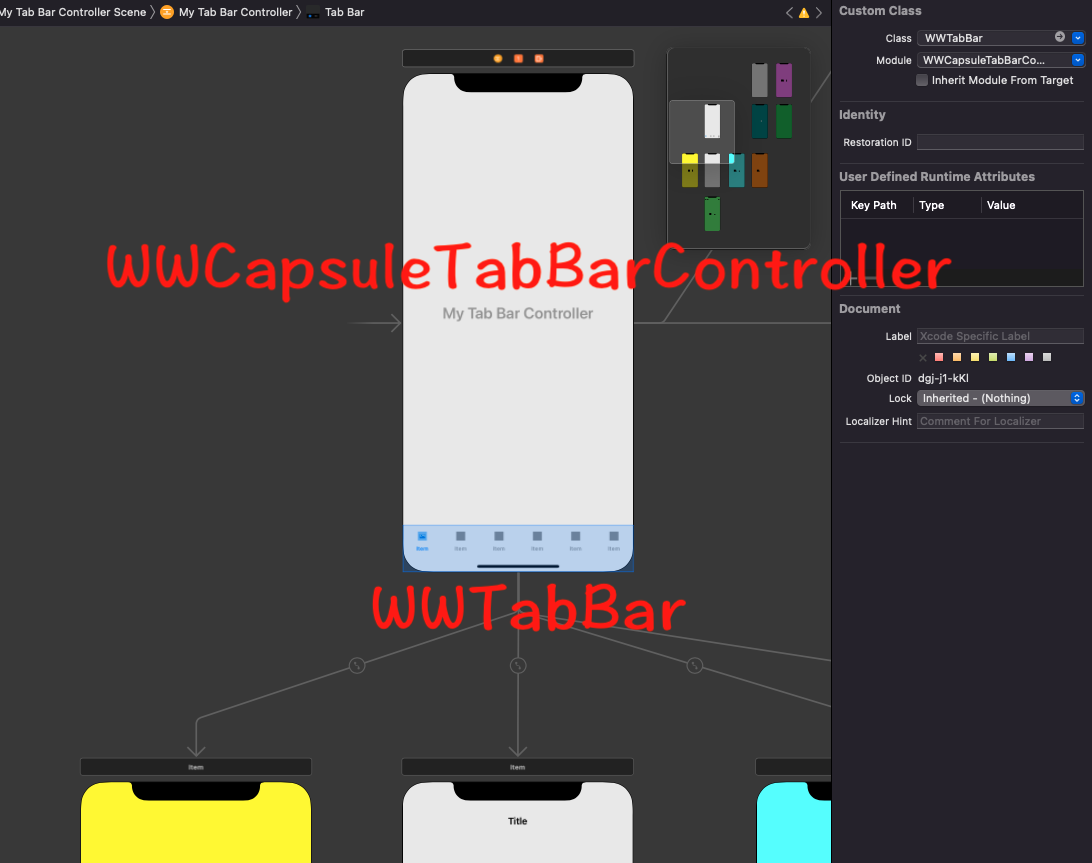 My Tab Bar Controller Scene
My Tab Bar Controller
Tab Bar
Custom Class
Class
WWTabBar
Module
WWCapsuleTabBarCo...
Inherit Module From Target
Identity
Restoration ID
User Defined Runtime Attributes
Key Path
Type
Value
WWCapsuleTabBarController
My Tab Bar Controller
Document
Label
Xcode Specific Label
Object ID
dgj-j1-kKl
Lock
Inherited - (Nothing)
Localizer Hint
Comment For Localizer
Item
Item
Item
Item
Item
Item
WWTabBar
Item
Item
Title